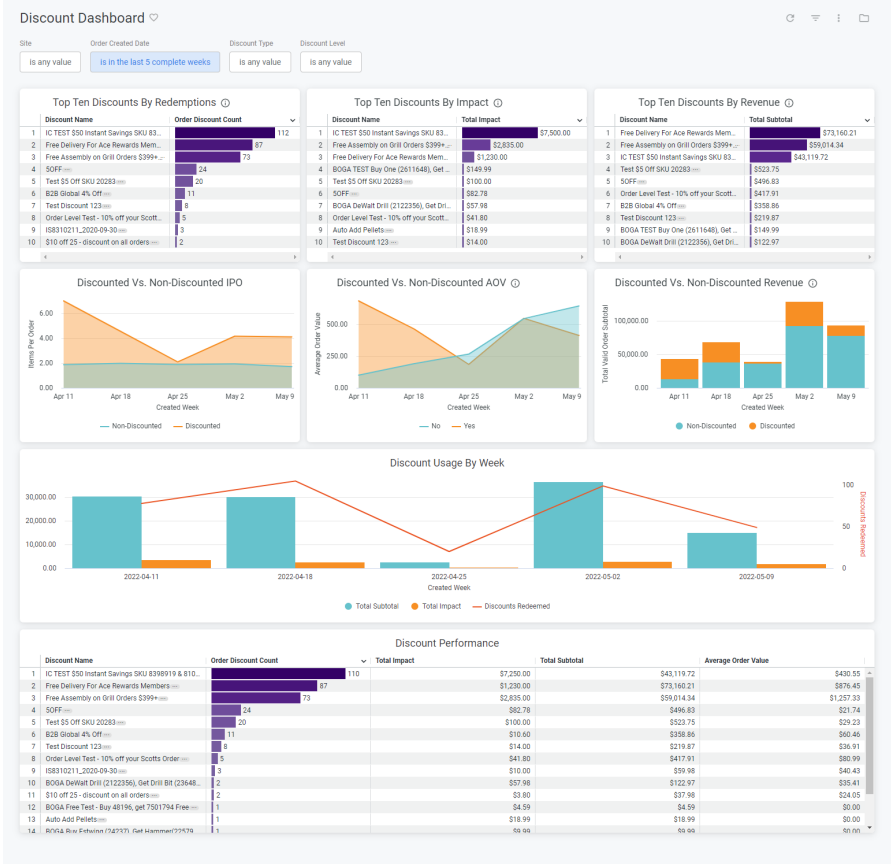 Discount Dashboard
Site Order Created Date Discount Type Discount Level
is any value is in the last 5 complete weeks is any value is any value
Top Ten Discounts By Redemptions
Discount Name Order Discount Count
1 IC TEST $50 Instant Savings SKU 83... 112
2 Free Delivery For Ace Rewards Mem... 87
3 Free Assembly on Grill Orders $399+... 73
4 5OFF 24
5 Test $5 Off SKU 20283 20
6 B2B Global 4% Off 11
7 Test Discount 123 8
8 Order Level Test - 10% off your Scott... 5
9 IS8310211_2020-09-30 3
10 $10 off 25 - discount on all orders 2
Top Ten Discounts By Impact
Discount Name Total Impact
1 IC TEST $50 Instant Savings SKU 83... $7,500.00
2 Free Assembly on Grill Orders $399+... $2,835.00
3 Free Delivery For Ace Rewards Mem... $1,230.00
4 BOGA TEST Buy One (2611648), Get ... $149.99
5 Test $5 Off SKU 20283 $100.00
6 5OFF $82.78
7 BOGA DeWalt Drill (2122356), Get Dri... $57.98
8 Order Level Test - 10% off your Scott... $41.80
9 Auto Add Pellets $18.99
10 Test Discount 123 $14.00
Top Ten Discounts By Revenue
Discount Name Total Subtotal
1 Free Delivery For Ace Rewards Mem... $73,160.21
2 Free Assembly on Grill Orders $399+... $59,014.34
3 IC TEST $50 Instant Savings SKU 83... $43,119.72
4 Test $5 Off SKU 20283 $523.75
5 5OFF $496.83
6 Order Level Test - 10% off your Scott... $417.91
7 B2B Global 4% Off $358.86
8 Test Discount 123 $219.87
9 BOGA TEST Buy One (2611648), Get ... $149.99
10 BOGA DeWalt Drill (2122356), Get Dri... $122.97
Discounted Vs. Non-Discounted IPO
Items Per Order
6.00
4.00
2.00
0.00
Apr 11 Apr 18 Apr 25 May 2 May 9
Created Week
Non-Discounted Discounted
Discounted Vs. Non-Discounted AOV
Average Order Value
500.00
250.00
0.00
Apr 11 Apr 18 Apr 25 May 2 May 9
Created Week
No Yes
Discounted Vs. Non-Discounted Revenue
Total Valid Order Subtotal
100,000.00
50,000.00
0.00
Apr 11 Apr 18 Apr 25 May 2 May 9
Created Week
Non-Discounted Discounted
Discount Usage By Week
30,000.00
20,000.00
10,000.00
0.00
100
50
0
Discounts Redeemed
2022-04-11 2022-04-18 2022-04-25 2022-05-02 2022-05-09
Created Week
Total Subtotal Total Impact Discounts Redeemed
Discount Performance
Discount Name Order Discount Count Total Impact Total Subtotal Average Order Value
1 IC TEST $50 Instant Savings SKU 8398919 & 810... 110 $7,250.00 $43,119.72 $430.55
2 Free Delivery For Ace Rewards Members 87 $1,230.00 $73,160.21 $876.45
3 Free Assembly on Grill Orders $399+ 73 $2,835.00 $59,014.34 $1,257.33
4 5OFF 24 $82.78 $496.83 $21.74
5 Test $5 Off SKU 20283 20 $100.00 $523.75 $29.23
6 B2B Global 4% Off 11 $10.60 $358.86 $60.46
7 Test Discount 123 8 $14.00 $219.87 $36.91
8 Order Level Test - 10% off your Scotts Order 5 $41.80 $417.91 $80.99
9 IS8310211_2020-09-30 3 $10.00 $59.98 $40.43
10 BOGA DeWalt Drill (2122356), Get Drill Bit (23648... 2 $57.98 $122.97 $35.41
11 $10 off 25 - discount on all orders 2 $3.80 $37.98 $24.05
12 BOGA Free Test - Buy 48196, get 7501794 Free 1 $4.59 $4.59 $0.00
13 Auto Add Pellets 1 $18.99 $18.99 $0.00
14 BOGA Buy Estwing (24237), Get Hammer(22579 1 $9.99 $9.99 $0.00